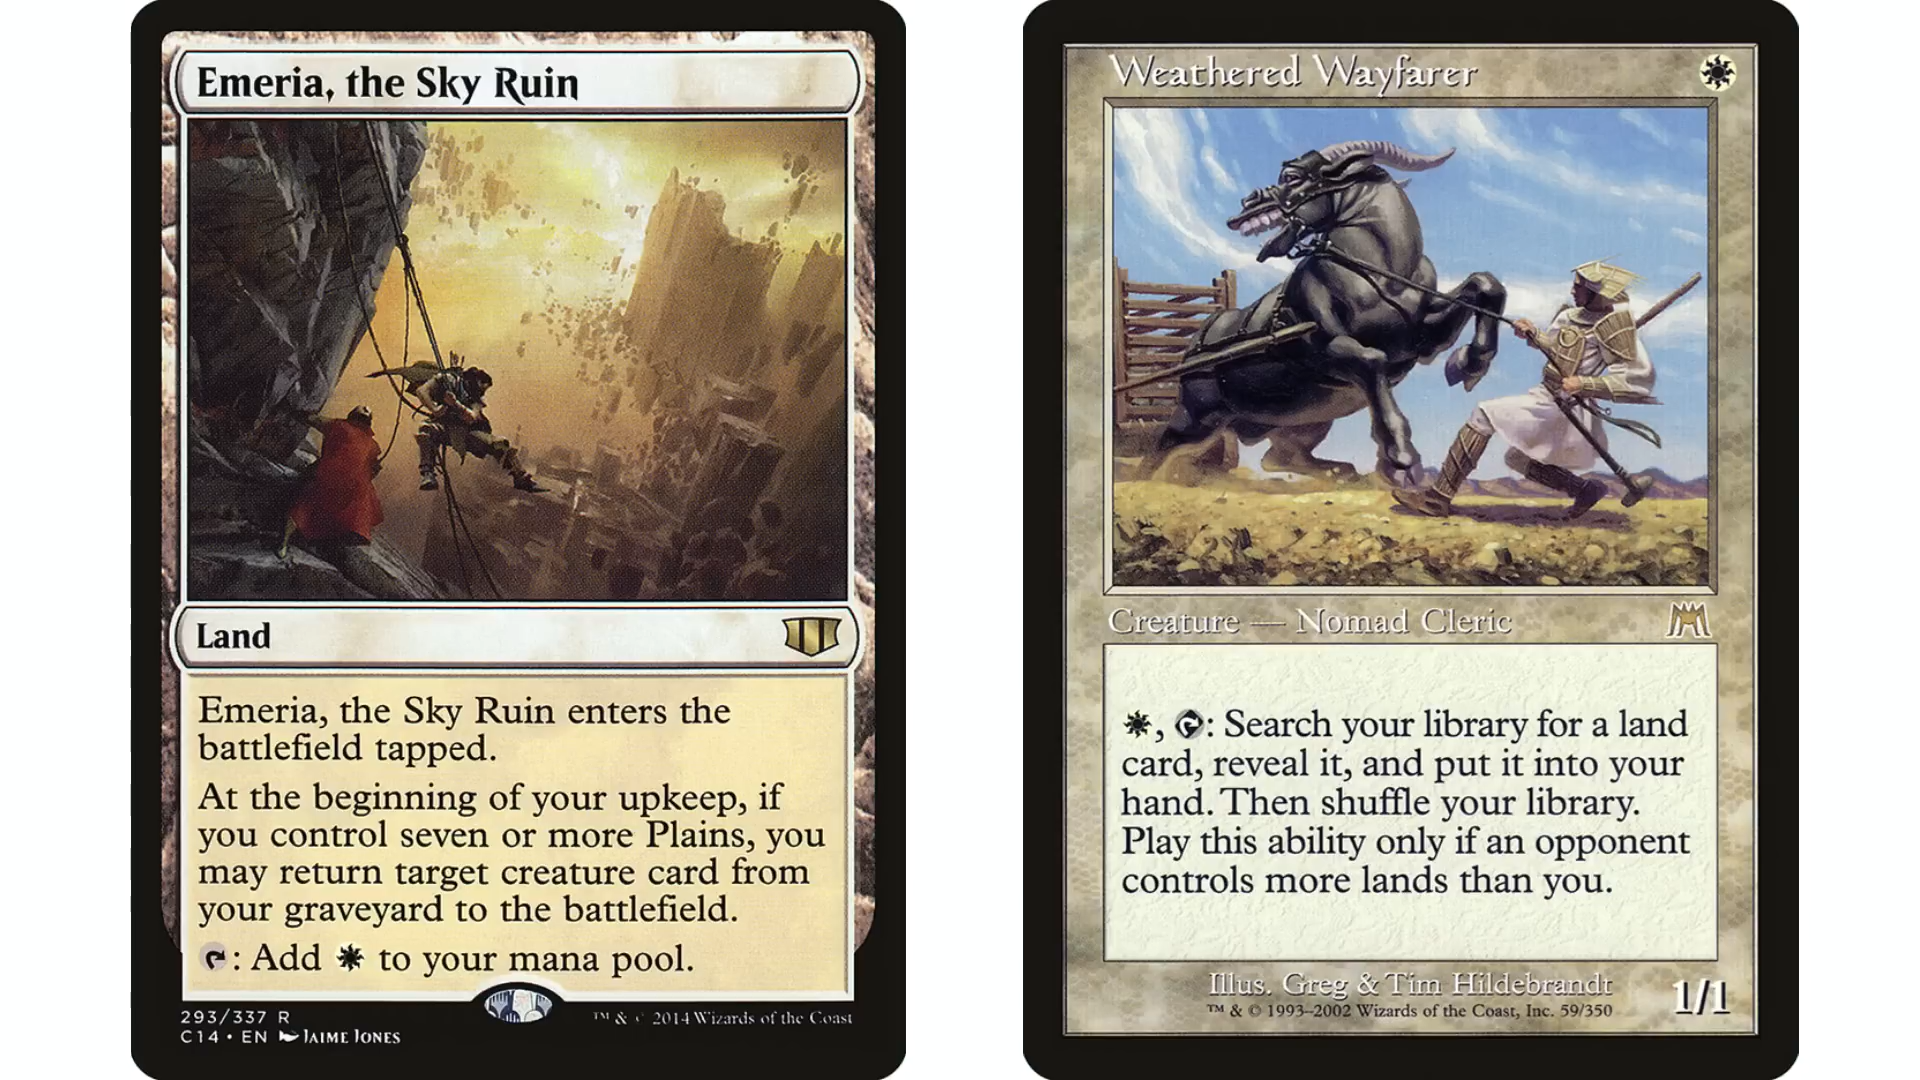 Emeria, the Sky Ruin
Land
Emeria, the Sky Ruin enters the
battlefield tapped.
At the beginning of your upkeep, if
you control seven or more Plains, you
may return target creature card from
your graveyard to the battlefield.
: Add to your mana pool.
293/337 R
C14 • EN JAIME JONES
™ & © 2014 Wizards of the Coast
Weathered Wayfarer
Creature — Nomad Cleric
, : Search your library for a land
card, reveal it, and put it into your
hand. Then shuffle your library.
Play this ability only if an opponent
controls more lands than you.
Illus. Greg & Tim Hildebrandt
™ & © 1993–2002 Wizards of the Coast, Inc. 59/350
1/1